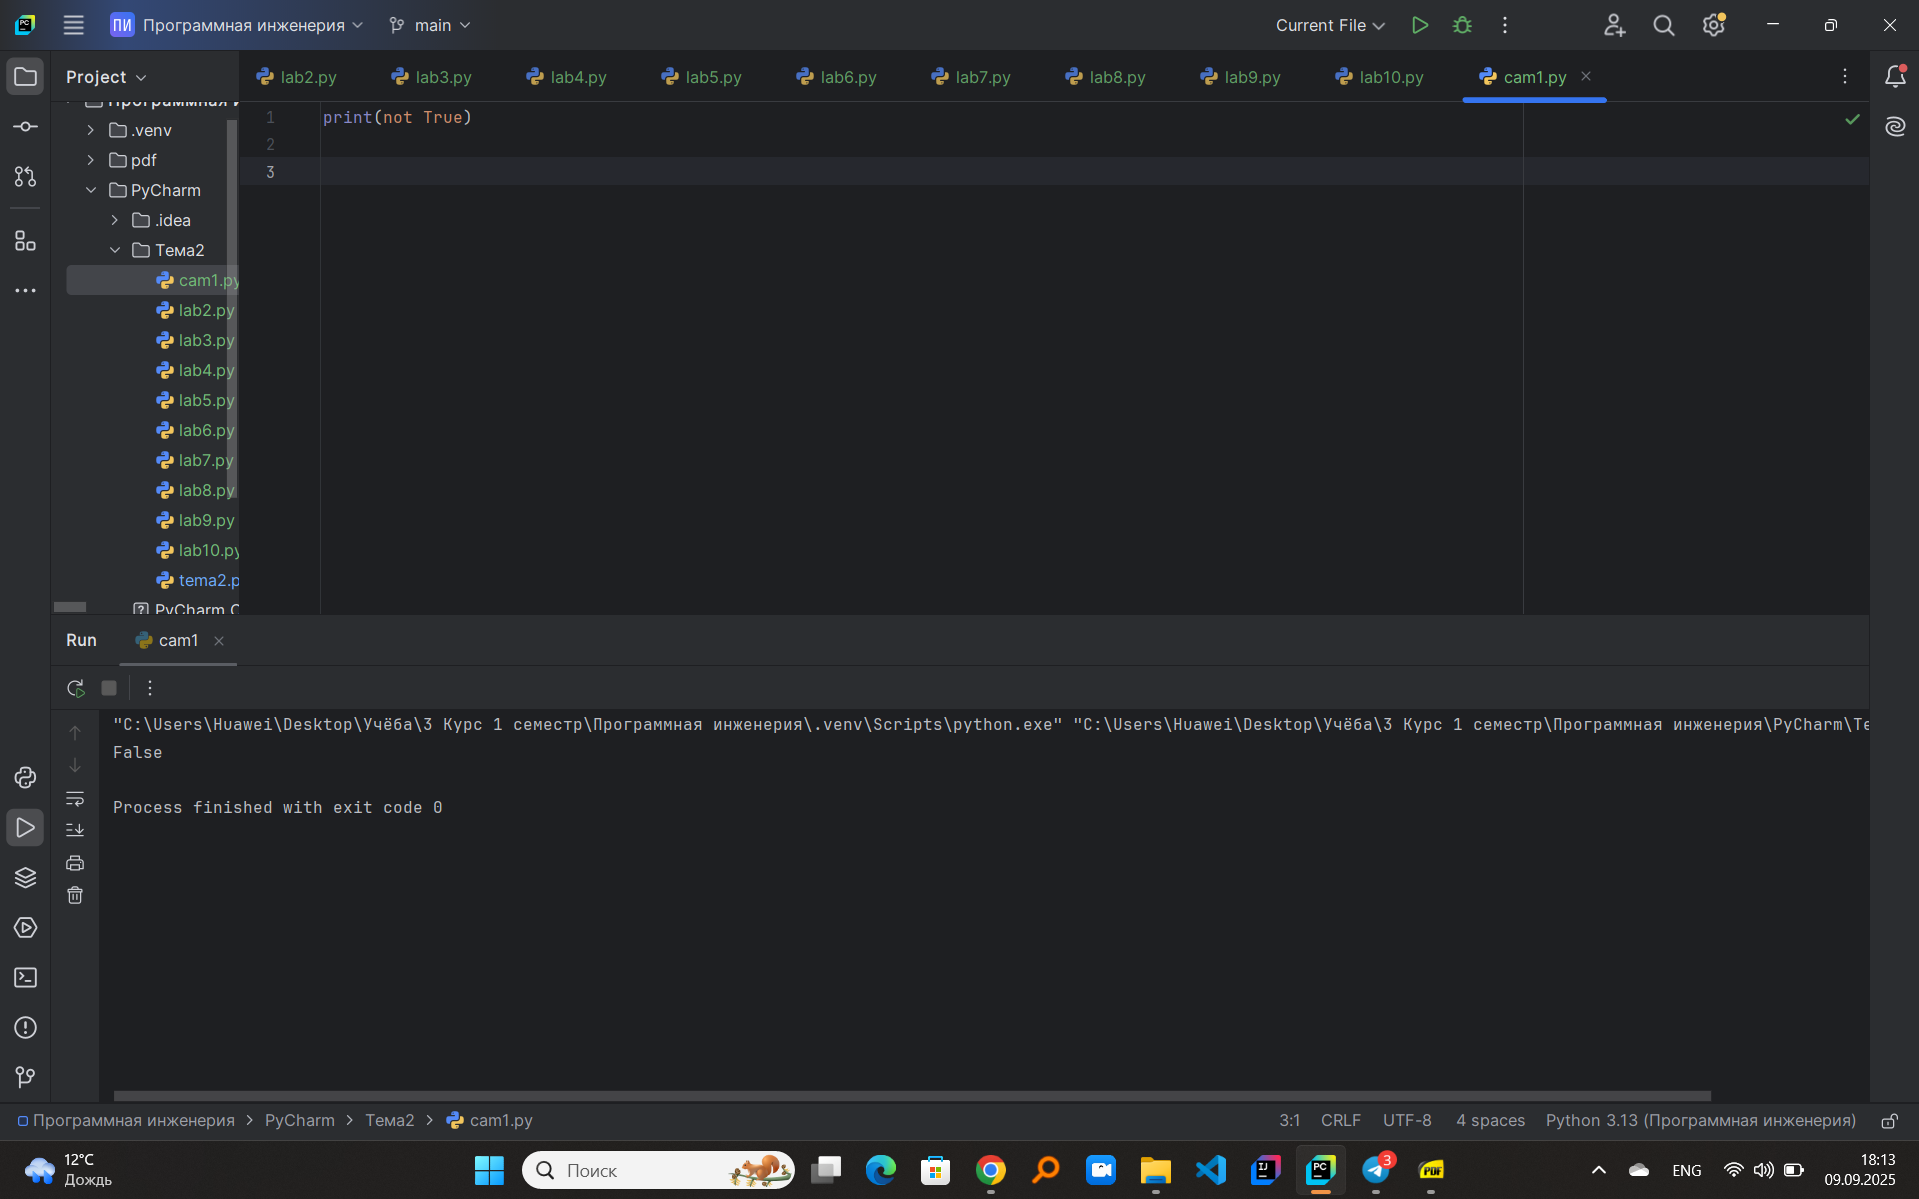 ПИ Программная инженерия main Current File
Project lab2.py lab3.py lab4.py lab5.py lab6.py lab7.py lab8.py lab9.py lab10.py cam1.py
Программная и
.venv
pdf
PyCharm
.idea
Тема2
cam1.py
lab2.py
lab3.py
lab4.py
lab5.py
lab6.py
lab7.py
lab8.py
lab9.py
lab10.py
tema2.p
PyCharm C
1 print(not True)
2
3
Run cam1
"C:\Users\Huawei\Desktop\Учёба\3 Курс 1 семестр\Программная инженерия\.venv\Scripts\python.exe" "C:\Users\Huawei\Desktop\Учёба\3 Курс 1 семестр\Программная инженерия\PyCharm\Те
False
Process finished with exit code 0
Программная инженерия > PyCharm > Тема2 > cam1.py 3:1 CRLF UTF-8 4 spaces Python 3.13 (Программная инженерия)
12°C
Дождь
Поиск
IJ
PC
3
PDF
ENG
18:13
09.09.2025